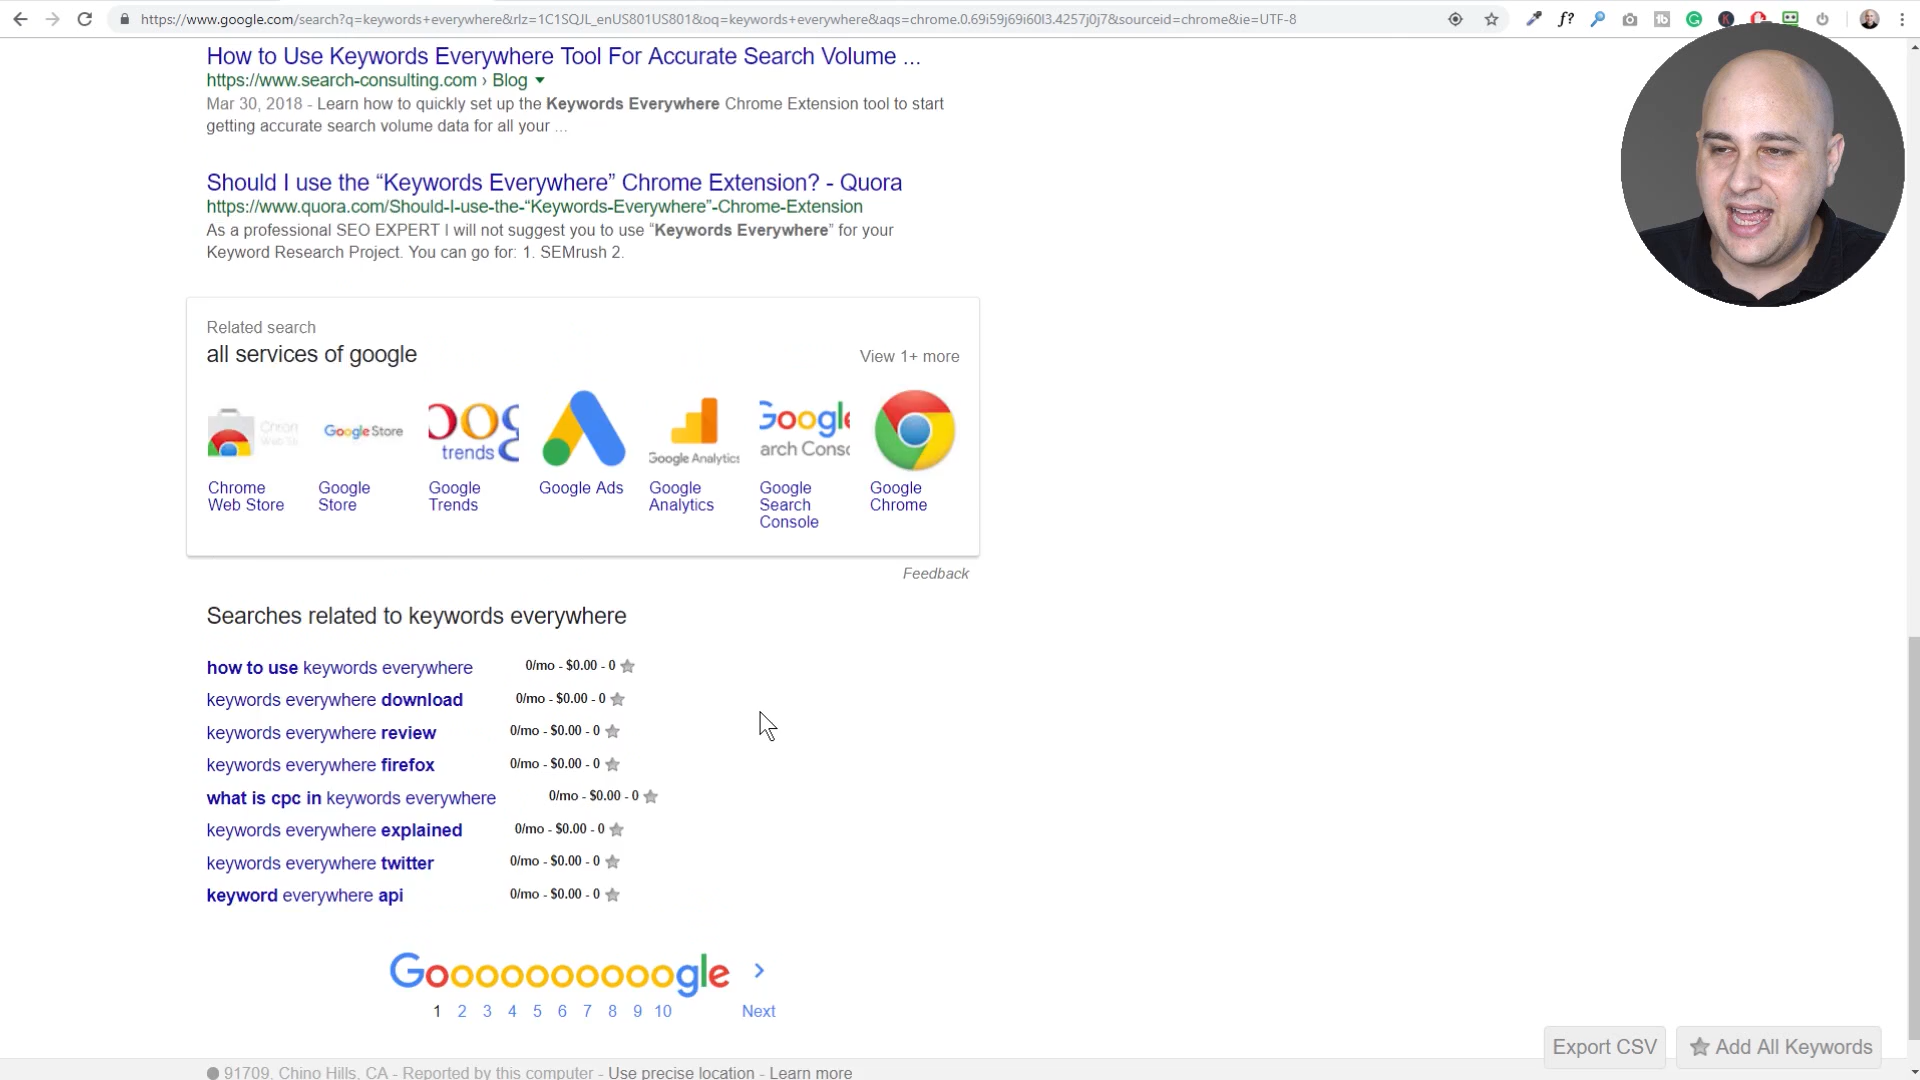 https://www.google.com/search?q=keywords+everywhere&rlz=1C1SQJL_enUS801US801&oq=keywords+everywhere&aqs=chrome.0.69i59j69i60l3.4257j0j7&sourceid=chrome&ie=UTF-8
f?
How to Use Keywords Everywhere Tool For Accurate Search Volume ...
https://www.search-consulting.com › Blog
Mar 30, 2018 - Learn how to quickly set up the Keywords Everywhere Chrome Extension tool to start
getting accurate search volume data for all your ...
Should I use the “Keywords Everywhere” Chrome Extension? - Quora
https://www.quora.com/Should-I-use-the-“Keywords-Everywhere”-Chrome-Extension
As a professional SEO EXPERT I will not suggest you to use “Keywords Everywhere” for your
Keyword Research Project. You can go for: 1. SEMrush 2.
Related search
all services of google
View 1+ more
Google Store
trends
Google Analytics
Google
arch Conso
Chrome Web Store
Google Store
Google Trends
Google Ads
Google Analytics
Google Search Console
Google Chrome
Feedback
Searches related to keywords everywhere
how to use keywords everywhere 0/mo - $0.00 - 0
keywords everywhere download 0/mo - $0.00 - 0
keywords everywhere review 0/mo - $0.00 - 0
keywords everywhere firefox 0/mo - $0.00 - 0
what is cpc in keywords everywhere 0/mo - $0.00 - 0
keywords everywhere explained 0/mo - $0.00 - 0
keywords everywhere twitter 0/mo - $0.00 - 0
keyword everywhere api 0/mo - $0.00 - 0
Goooooooooogle
1 2 3 4 5 6 7 8 9 10 Next
Export CSV
Add All Keywords
91709, Chino Hills, CA - Reported by this computer - Use precise location - Learn more